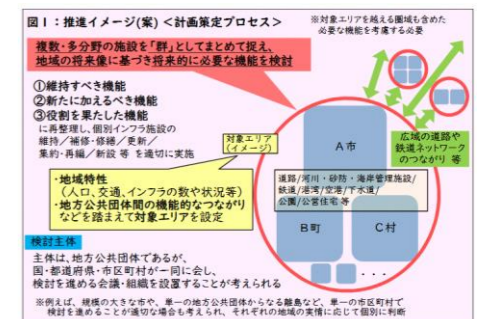 図1：推進イメージ(案) <計画策定プロセス>
※対象エリアを越える圏域も含めた
必要な機能を考慮する必要
複数・多分野の施設を「群」としてまとめて捉え、
地域の将来像に基づき将来的に必要な機能を検討
①維持すべき機能
②新たに加えるべき機能
③役割を果たした機能
に再整理し、個別インフラ施設の
維持/補修・修繕/更新/
集約・再編/新設 等 を適切に実施
対象エリア
(イメージ)
A市
広域の道路や
鉄道ネットワーク
のつながり 等
・地域特性
(人口、交通、インフラの数や状況等)
・地方公共団体間の機能的なつながり
などを踏まえて対象エリアを設定
道路/河川・砂防・海岸管理施設/
鉄道/港湾/空港/下水道/
公園/公営住宅 等
B町
C村
・・・
検討主体
主体は、地方公共団体であるが、
国・都道府県・市区町村が一同に会し、
検討を進める会議・組織を設置することが考えられる
※例えば、規模の大きな市や、単一の地方公共団体からなる離島など、単一の市区町村で
検討を進めることが適切な場合も考えられ、それぞれの地域の実情に応じて個別に判断